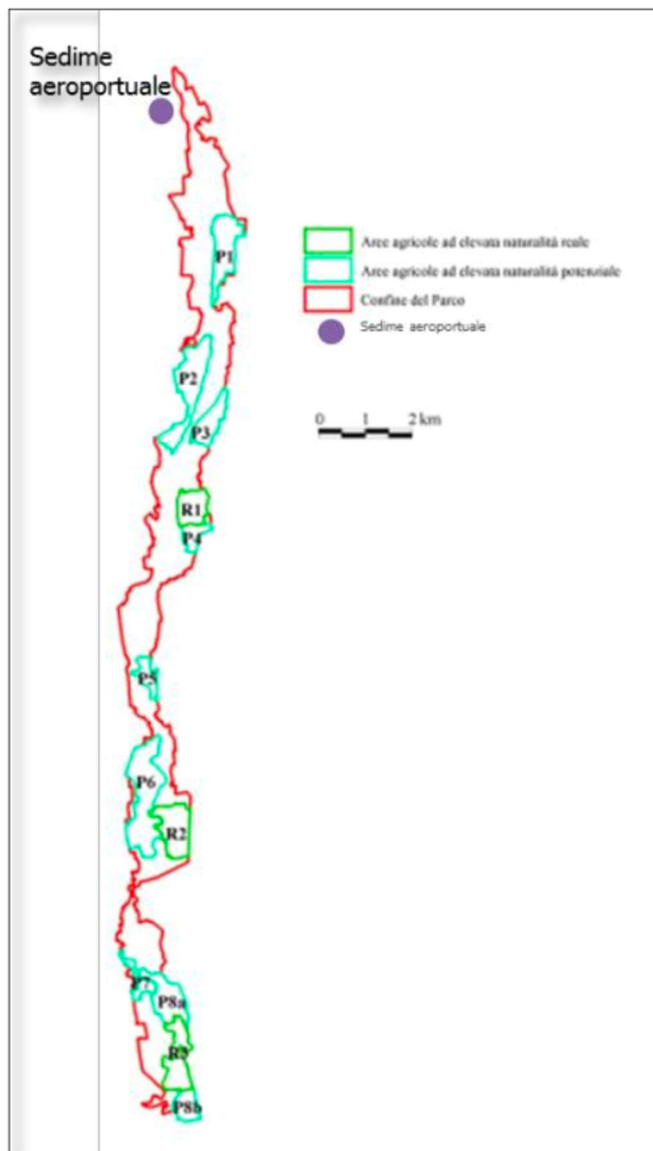 Sedime
aeroportuale
P1
Aree agricole ad elevata naturalità reale
Aree agricole ad elevata naturalità potenziale
Confine del Parco
Sedime aeroportuale
P2
P3
0 1 2 km
R1
P4
P5
P6
R2
P7
P8a
R3
P8b